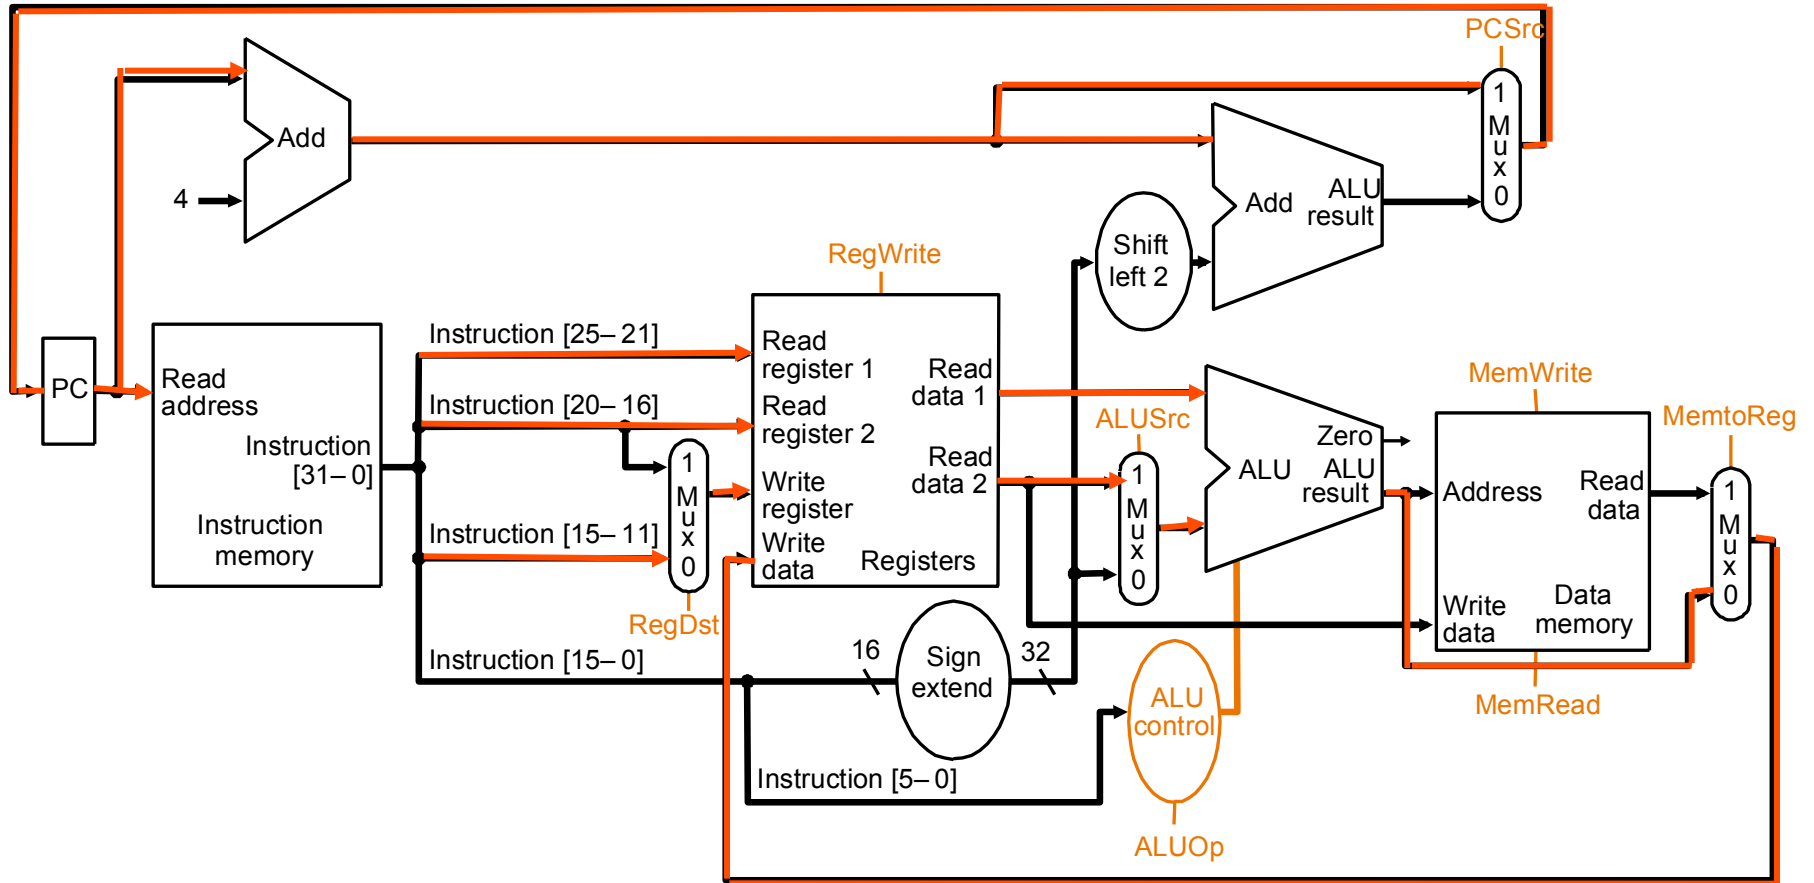 PCSrc
1
M
u
x
0
Add
4
ALU
result
Add
Shift
left 2
RegWrite
PC
Read
address
Instruction
[31–0]
Instruction
memory
Instruction [25–21]
Instruction [20–16]
Instruction [15–11]
Instruction [15–0]
Instruction [5–0]
1
M
u
x
0
RegDst
Read
register 1
Read
register 2
Write
register
Write
data
Read
data 1
Read
data 2
Registers
16
Sign
extend
32
ALUSrc
1
M
u
x
0
Zero
ALU
ALU
result
ALU
control
ALUOp
MemWrite
Address
Read
data
Write
data
Data
memory
MemRead
MemtoReg
1
M
u
x
0